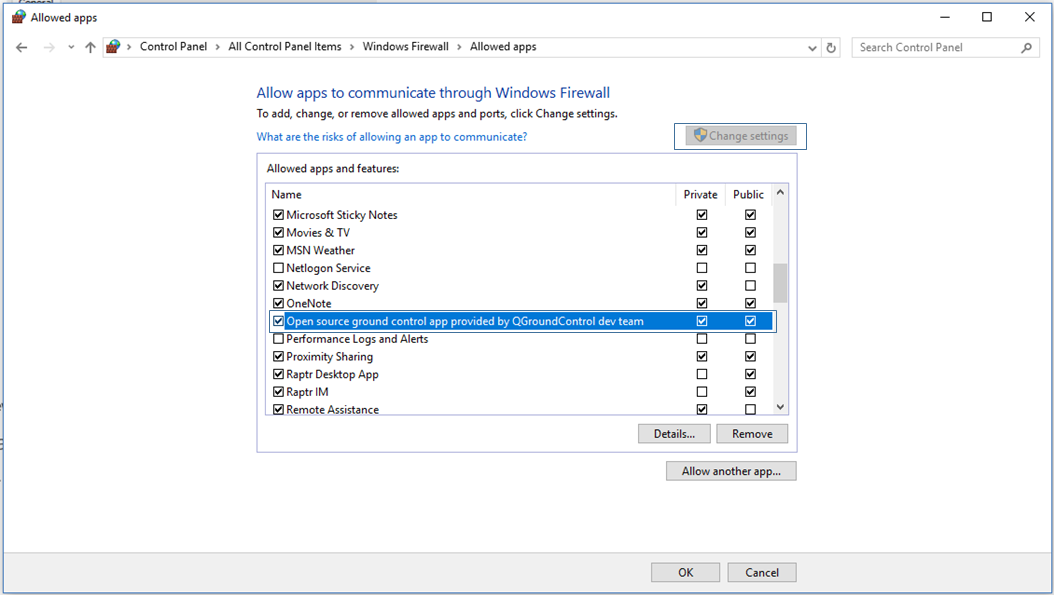 General
Allowed apps
Control Panel > All Control Panel Items > Windows Firewall > Allowed apps
Search Control Panel
Allow apps to communicate through Windows Firewall
To add, change, or remove allowed apps and ports, click Change settings.
What are the risks of allowing an app to communicate?
Change settings
Allowed apps and features:
Name Private Public
Microsoft Sticky Notes
Movies & TV
MSN Weather
Netlogon Service
Network Discovery
OneNote
Open source ground control app provided by QGroundControl dev team
Performance Logs and Alerts
Proximity Sharing
Raptr Desktop App
Raptr IM
Remote Assistance
Details... Remove
Allow another app...
OK Cancel